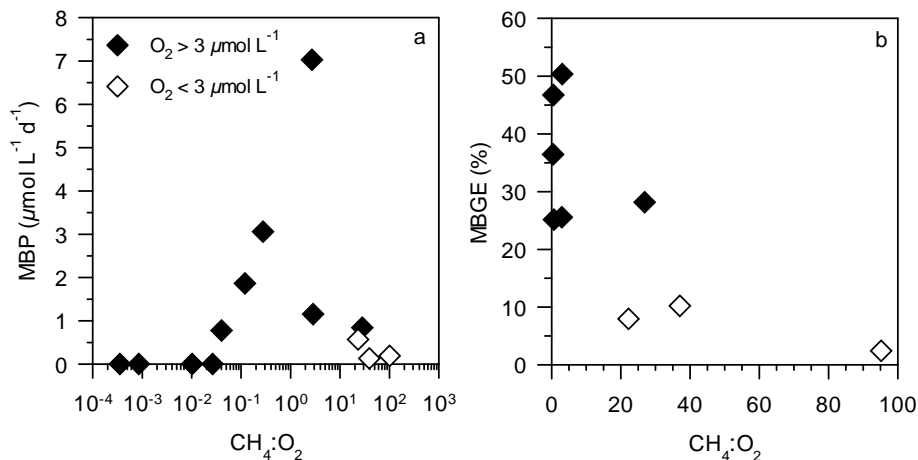 a
O₂ > 3 µmol L⁻¹
O₂ < 3 µmol L⁻¹
MBP (µmol L⁻¹ d⁻¹)
8
7
6
5
4
3
2
1
0
10⁻⁴ 10⁻³ 10⁻² 10⁻¹ 10⁰ 10¹ 10² 10³
CH₄:O₂
b
MBGE (%)
60
50
40
30
20
10
0
0 20 40 60 80 100
CH₄:O₂